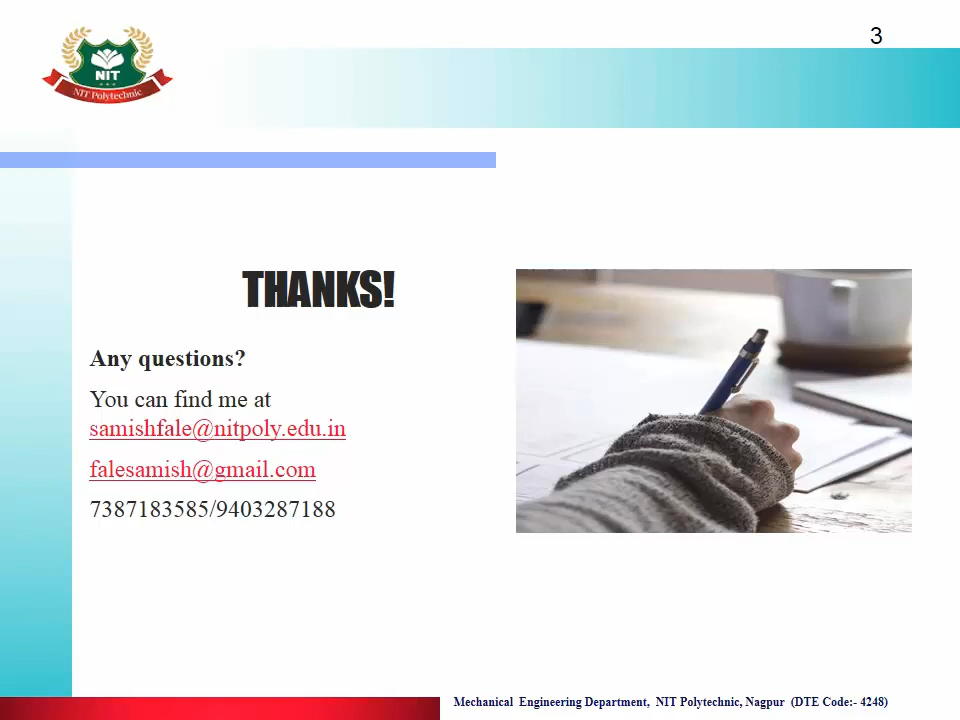 3
NIT
NIT Polytechnic
THANKS!
Any questions?
You can find me at
samishfale@nitpoly.edu.in
falesamish@gmail.com
7387183585/9403287188
Mechanical Engineering Department, NIT Polytechnic, Nagpur (DTE Code:- 4248)